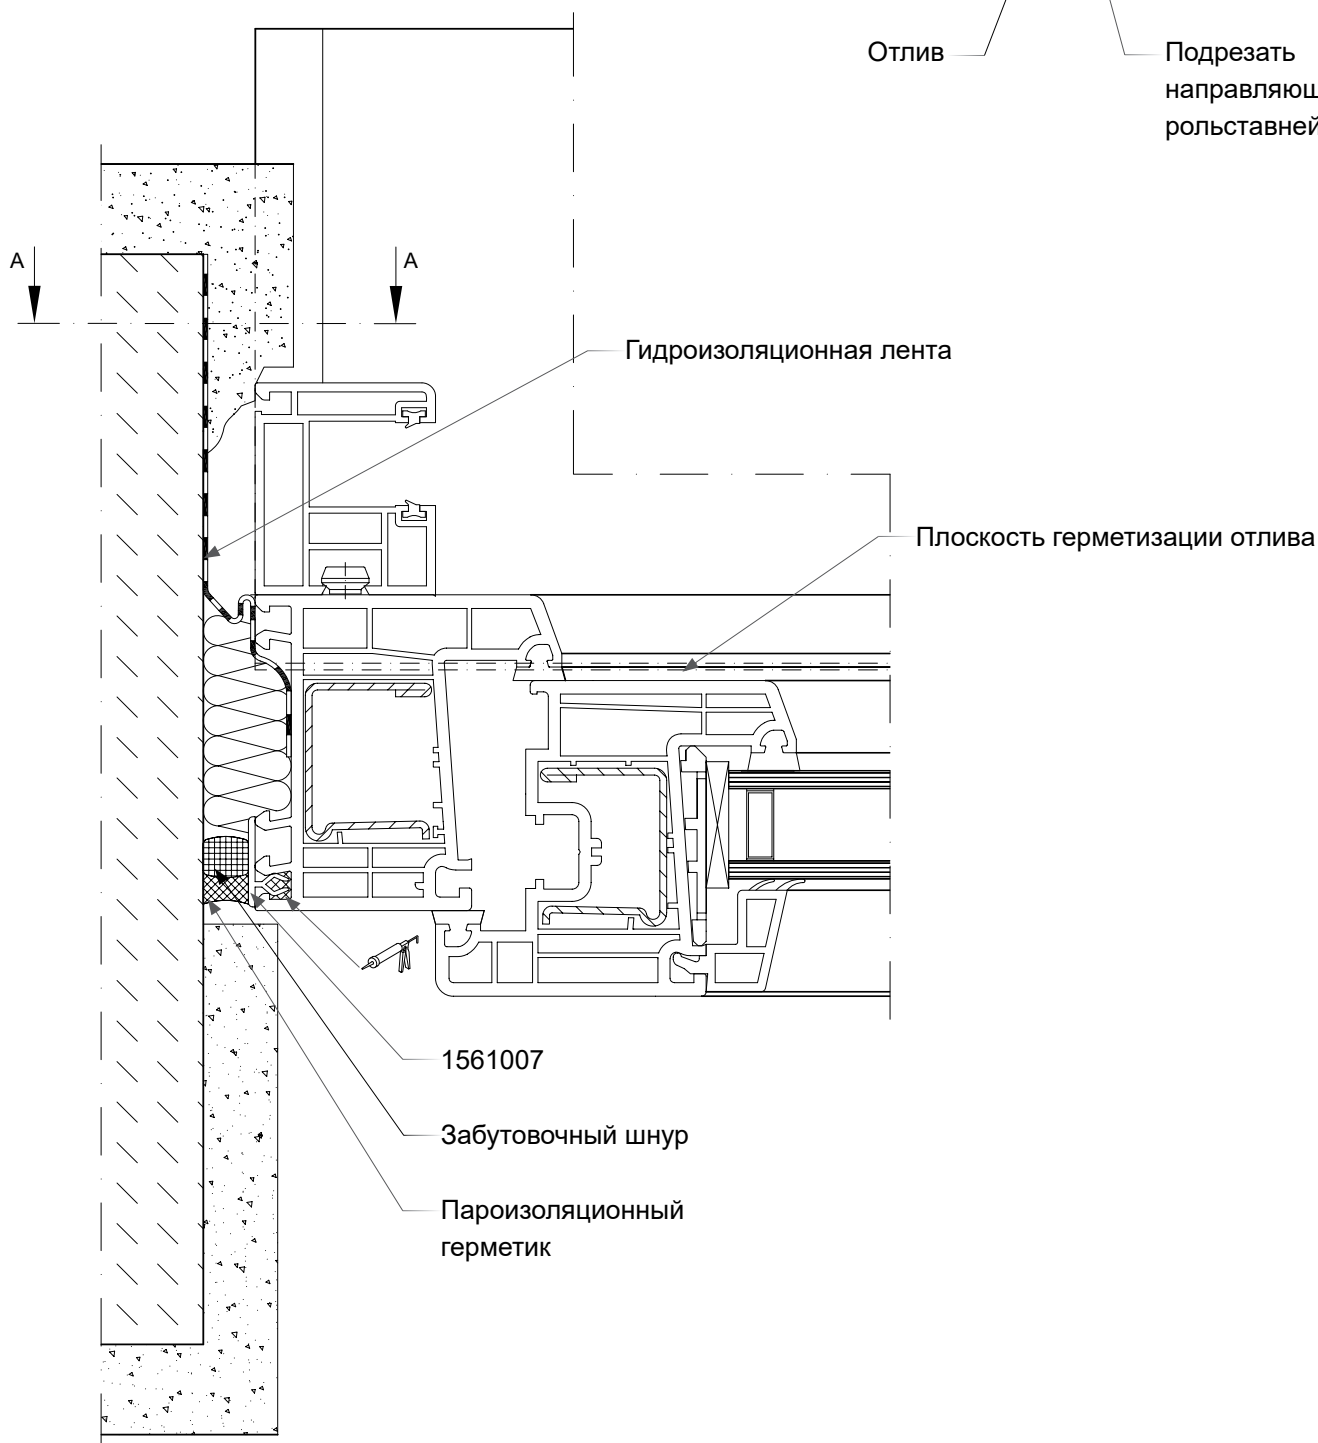 Отлив
Подрезать
направляющ
рольставней
A
A
Гидроизоляционная лента
Плоскость герметизации отлива
1561007
Забутовочный шнур
Пароизоляционный
герметик